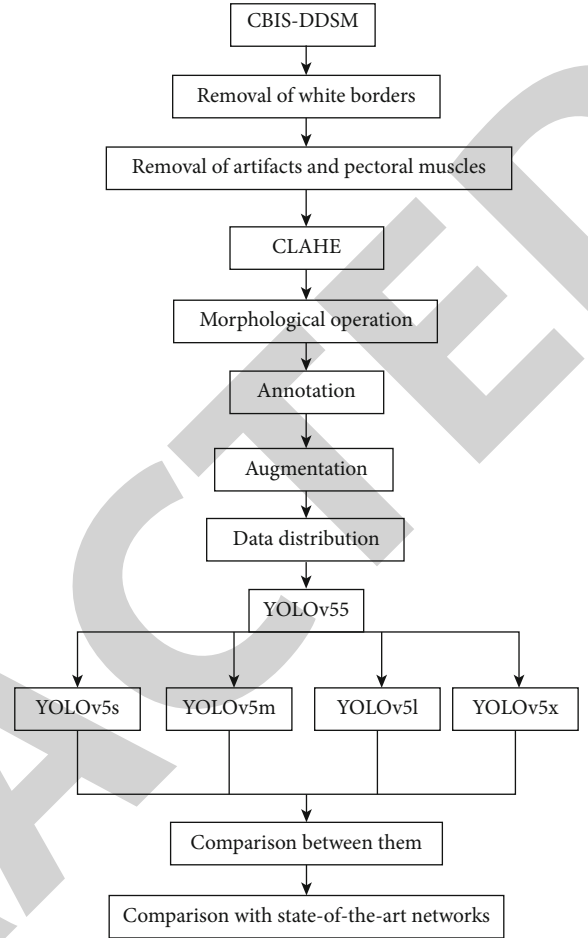 CBIS-DDSM
Removal of white borders
Removal of artifacts and pectoral muscles
CLAHE
Morphological operation
Annotation
Augmentation
Data distribution
YOLOv55
YOLOv5s YOLOv5m YOLOv5l YOLOv5x
Comparison between them
Comparison with state-of-the-art networks
ACTED